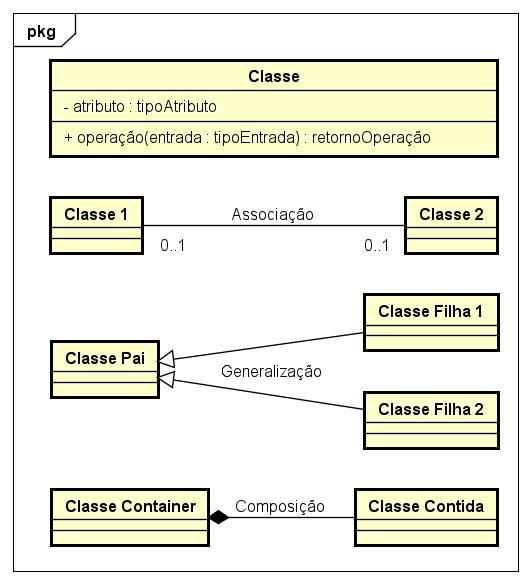 pkg
Classe
- atributo : tipoAtributo
+ operação(entrada : tipoEntrada) : retornoOperação
Classe 1
Associação
Classe 2
0..1
0..1
Classe Filha 1
Classe Pai
Generalização
Classe Filha 2
Classe Container
Composição
Classe Contida